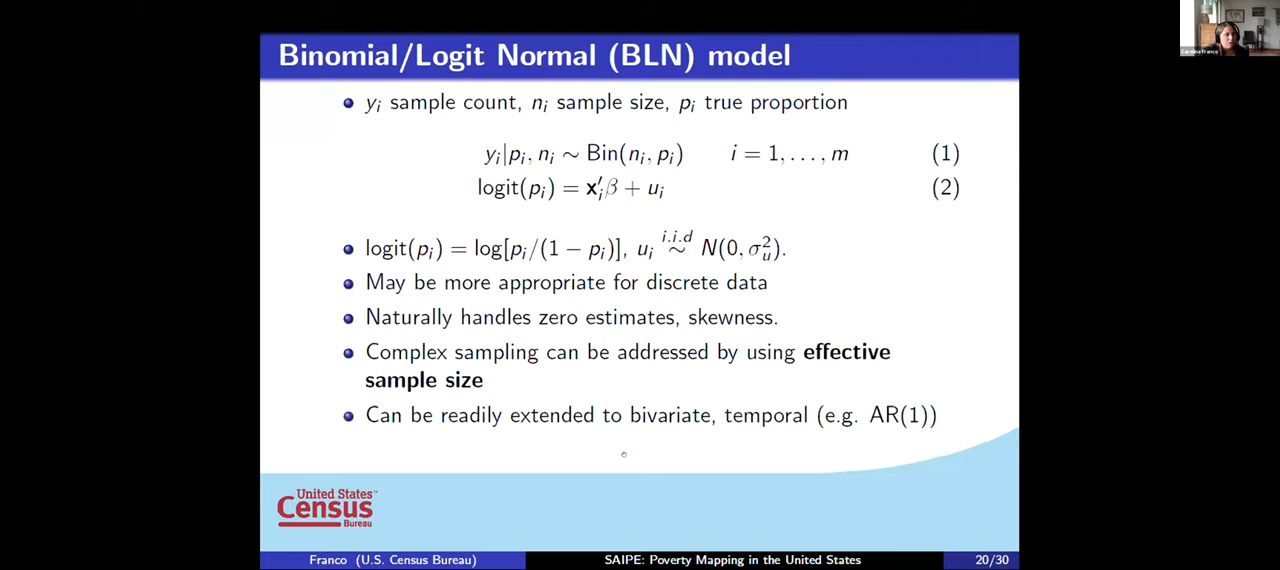 Binomial/Logit Normal (BLN) model
Carolina Franco
yᵢ sample count, nᵢ sample size, pᵢ true proportion
yᵢ|pᵢ, nᵢ ∼ Bin(nᵢ, pᵢ) i = 1, . . . , m (1)
logit(pᵢ) = x′ᵢβ + uᵢ (2)
logit(pᵢ) = log[pᵢ/(1 − pᵢ)], uᵢ i.i.d ∼ N(0, σ²ᵤ).
May be more appropriate for discrete data
Naturally handles zero estimates, skewness.
Complex sampling can be addressed by using effective
sample size
Can be readily extended to bivariate, temporal (e.g. AR(1))
United States™
Census
Bureau
Franco (U.S. Census Bureau) SAIPE: Poverty Mapping in the United States 20/30